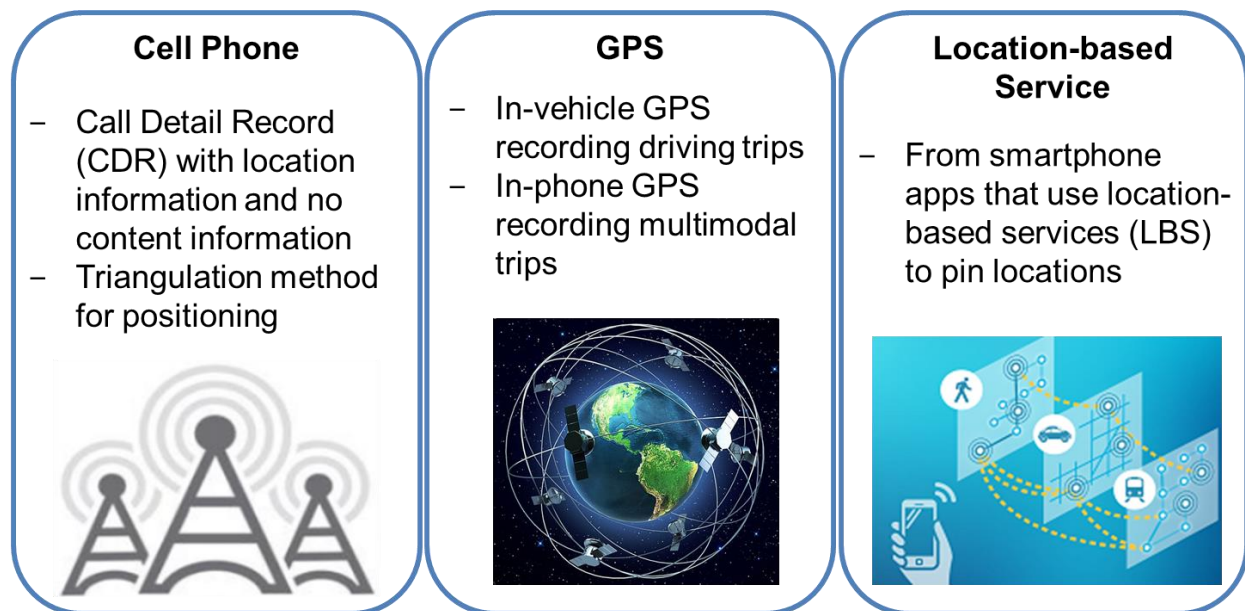 Cell Phone
– Call Detail Record
(CDR) with location
information and no
content information
– Triangulation method
for positioning
GPS
– In-vehicle GPS
recording driving trips
– In-phone GPS
recording multimodal
trips
Location-based
Service
– From smartphone
apps that use location-
based services (LBS)
to pin locations